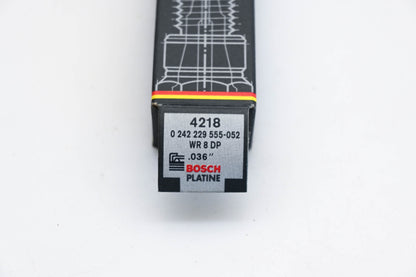 4218
0 242 229 555-052
WR 8 DP
.036"
BOSCH
PLATINE